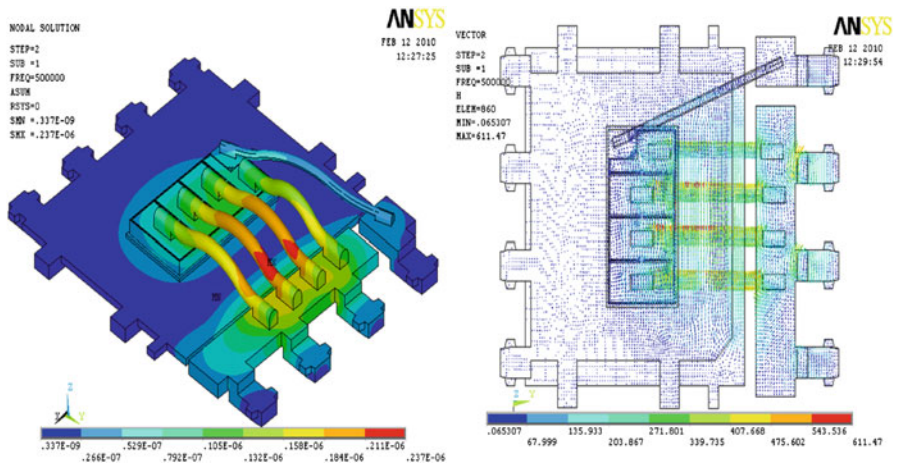 NODAL SOLUTION
STEP=2
SUB =1
FREQ=500000
ASUM
RSYS=0
SMN =.337E-09
SMX =.237E-06
ANSYS
FEB 12 2010
12:27:25
MX
MN
Z
X Y
.337E-09 .529E-07 .105E-06 .158E-06 .211E-06
.266E-07 .792E-07 .132E-06 .184E-06 .237E-06
VECTOR
STEP=2
SUB =1
FREQ=500000
H
ELEM=860
MIN=.065307
MAX=611.47
ANSYS
FEB 12 2010
12:29:54
.065307 135.933 271.801 407.668 543.536
67.999 203.867 339.735 475.602 611.47